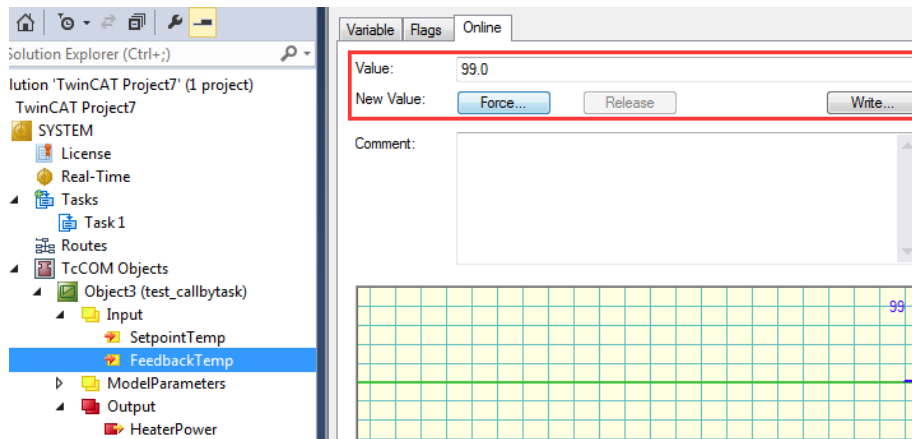 Solution Explorer (Ctrl+;)
lution 'TwinCAT Project7' (1 project)
TwinCAT Project7
SYSTEM
License
Real-Time
Tasks
Task 1
Routes
TcCOM Objects
Object3 (test_callbytask)
Input
SetpointTemp
FeedbackTemp
ModelParameters
Output
HeaterPower
Variable Flags Online
Value: 99.0
New Value: Force... Release Write...
Comment:
99